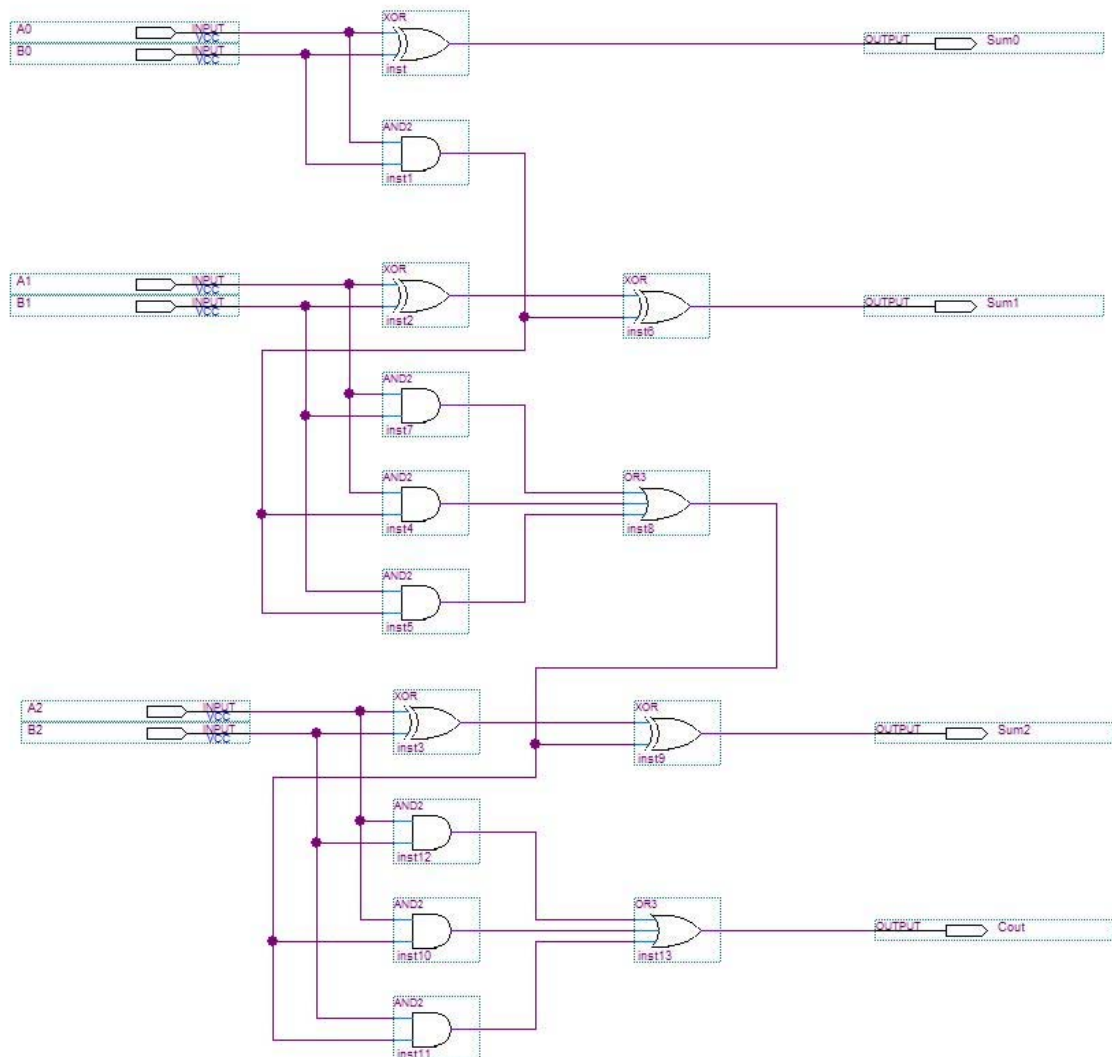 XOR
A0 INPUT VCC
B0 INPUT VCC
OUTPUT Sum0
inst
AND2
inst1
XOR
XOR
A1 INPUT VCC
B1 INPUT VCC
OUTPUT Sum1
inst2
inst6
AND2
inst7
AND2
OR3
inst4
inst8
AND2
inst5
XOR
XOR
A2 INPUT VCC
B2 INPUT VCC
OUTPUT Sum2
inst3
inst9
AND2
inst12
AND2
OR3
OUTPUT Cout
inst10
inst13
AND2
inst11